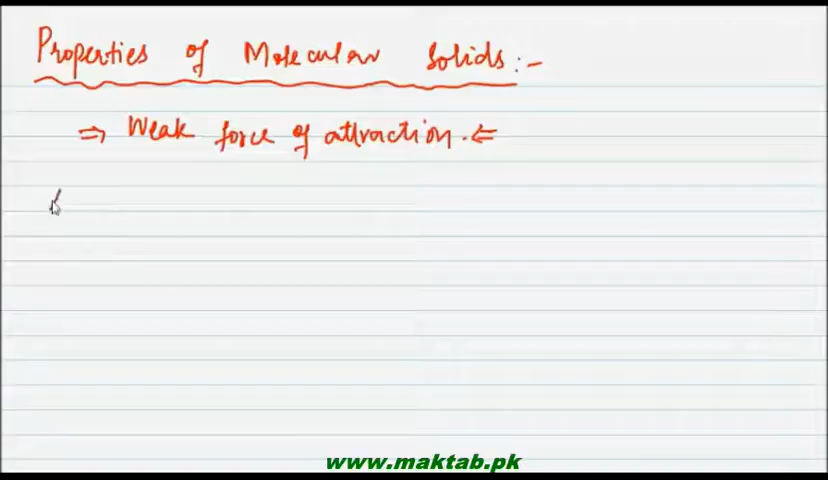 Properties of Molecular Solids :-
⇒ Weak force of attraction. ⇐
www.maktab.pk